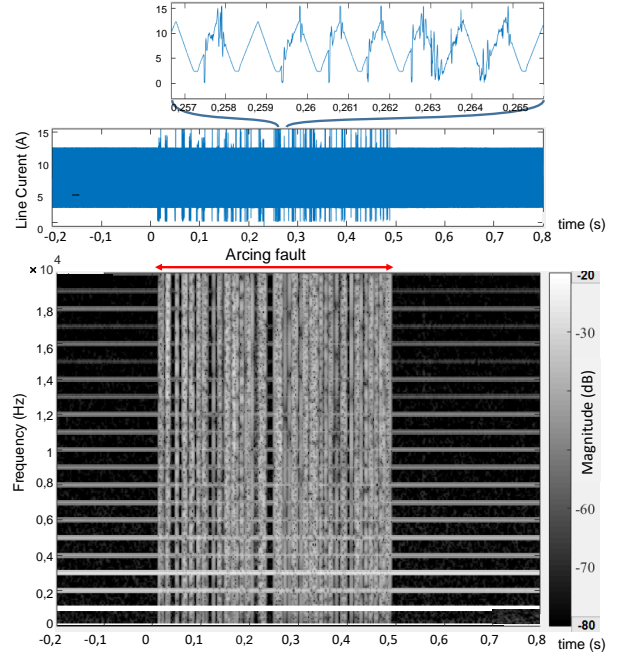 15
10
5
0
0,257 0,258 0,259 0,26 0,261 0,262 0,263 0,264 0,265
Line Current (A)
15
10
5
0
-0,2 -0,1 0 0,1 0,2 0,3 0,4 0,5 0,6 0,7 0,8
time (s)
Arcing fault
× 10 4
Frequency (Hz)
1,8
1,6
1,4
1,2
1
0,8
0,6
0,4
0,2
0
-0,2 -0,1 0 0,1 0,2 0,3 0,4 0,5 0,6 0,7 0,8
time (s)
-20
-30
-60
-70
-80
Magnitude (dB)